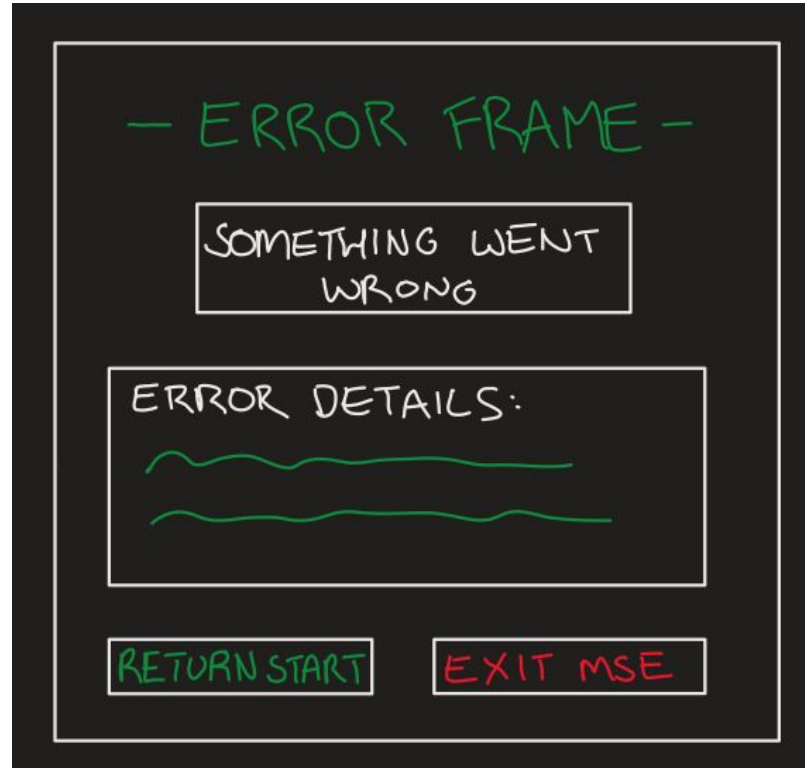 - ERROR FRAME -
SOMETHING WENT
WRONG
ERROR DETAILS:
RETURN START
EXIT MSE